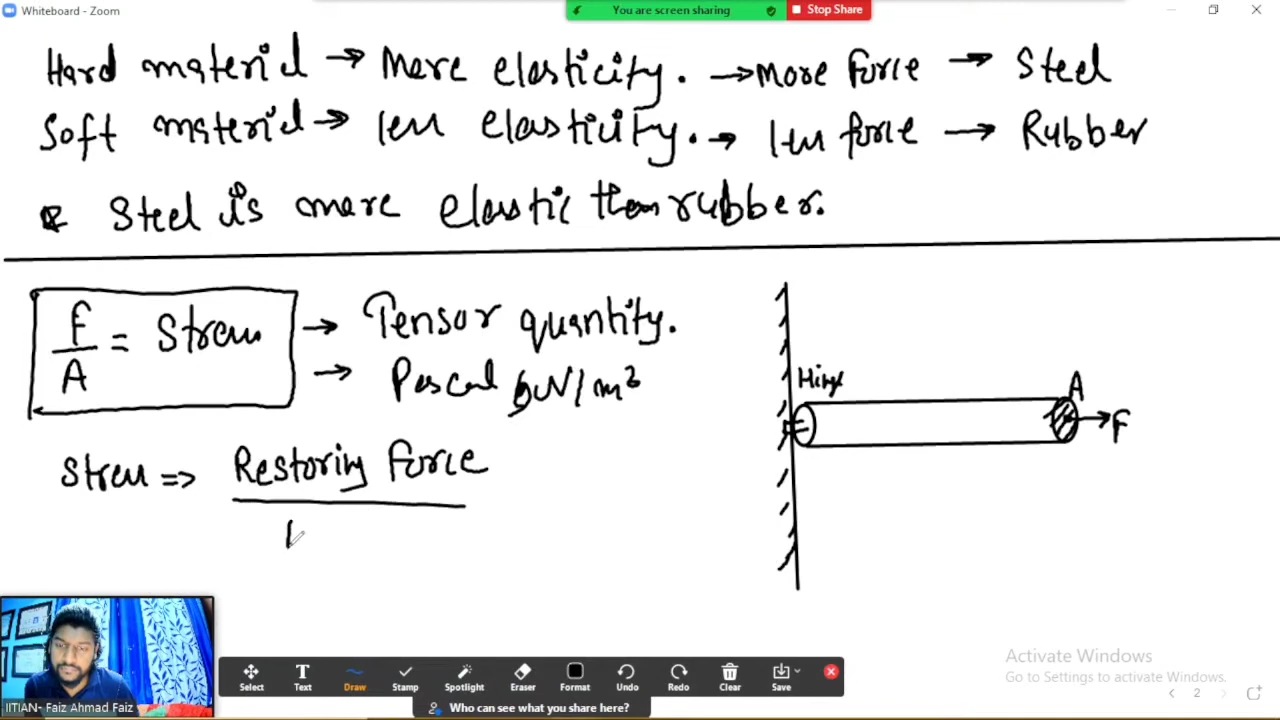 Whiteboard - Zoom
You are screen sharing
Stop Share
Hard material → More elasticity. → More force → Steel
Soft material → less elasticity. → less force → Rubber
* Steel is more elastic than rubber.
F/A = Stress → Tensor quantity.
→ Pascal or N/m²
Stress => Restoring force
Hinge
A
F
Activate Windows
Go to Settings to activate Windows.
2
Select Text Draw Stamp Spotlight Eraser Format Undo Redo Clear Save
Who can see what you share here?
IITIAN- Faiz Ahmad Faiz